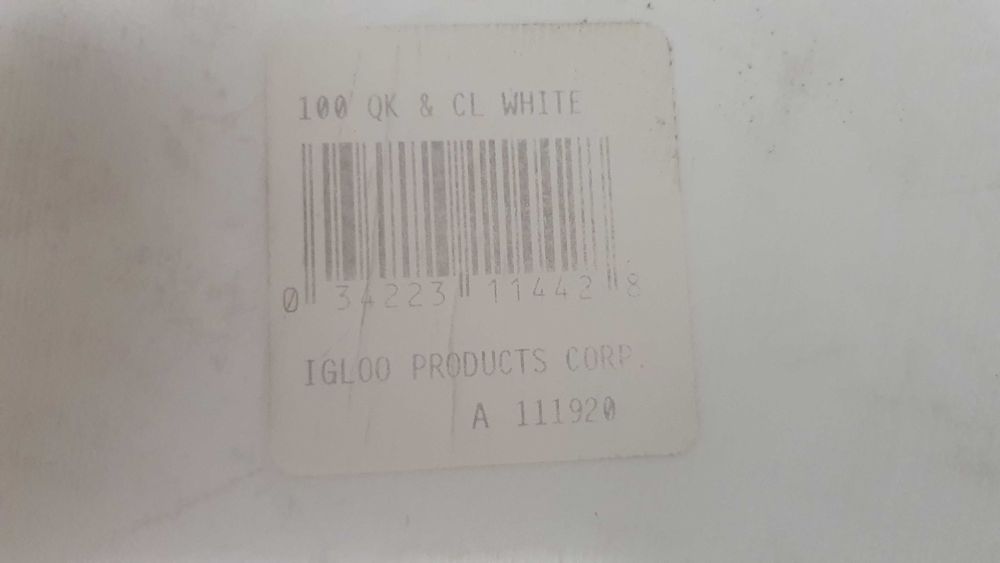 100 QK & CL WHITE
0 34223 11442 8
IGLOO PRODUCTS CORP.
A 111920